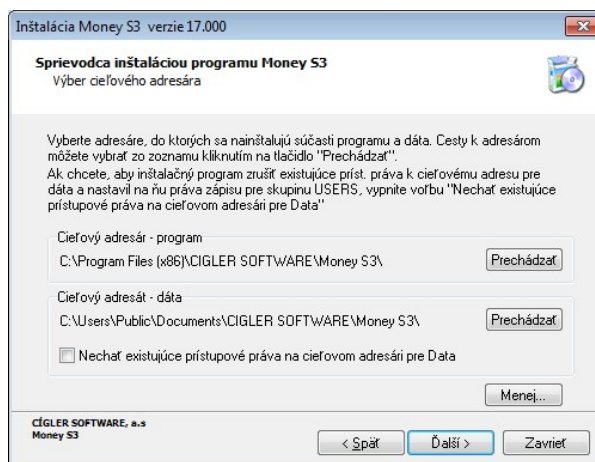 Inštalácia Money S3 verzie 17.000
Sprievodca inštaláciou programu Money S3
Výber cieľového adresára
Vyberte adresáre, do ktorých sa nainštalujú súčasti programu a dáta. Cesty k adresárom
môžete vybrať zo zoznamu kliknutím na tlačidlo "Prechádzať".
Ak chcete, aby inštalačný program zrušiť existujúce príst. práva k cieľovému adresu pre
dáta a nastavil na ňu práva zápisu pre skupinu USERS, vypnite voľbu "Nechať existujúce
prístupové práva na cieľovom adresári pre Data"
Cieľový adresár - program
C:\Program Files (x86)\CIGLER SOFTWARE\Money S3\
Prechádzať
Cieľový adresát - dáta
C:\Users\Public\Documents\CIGLER SOFTWARE\Money S3\
Prechádzať
Nechať existujúce prístupové práva na cieľovom adresári pre Data
Menej...
CÍGLER SOFTWARE, a.s
Money S3
< Späť
Ďalší >
Zavrieť